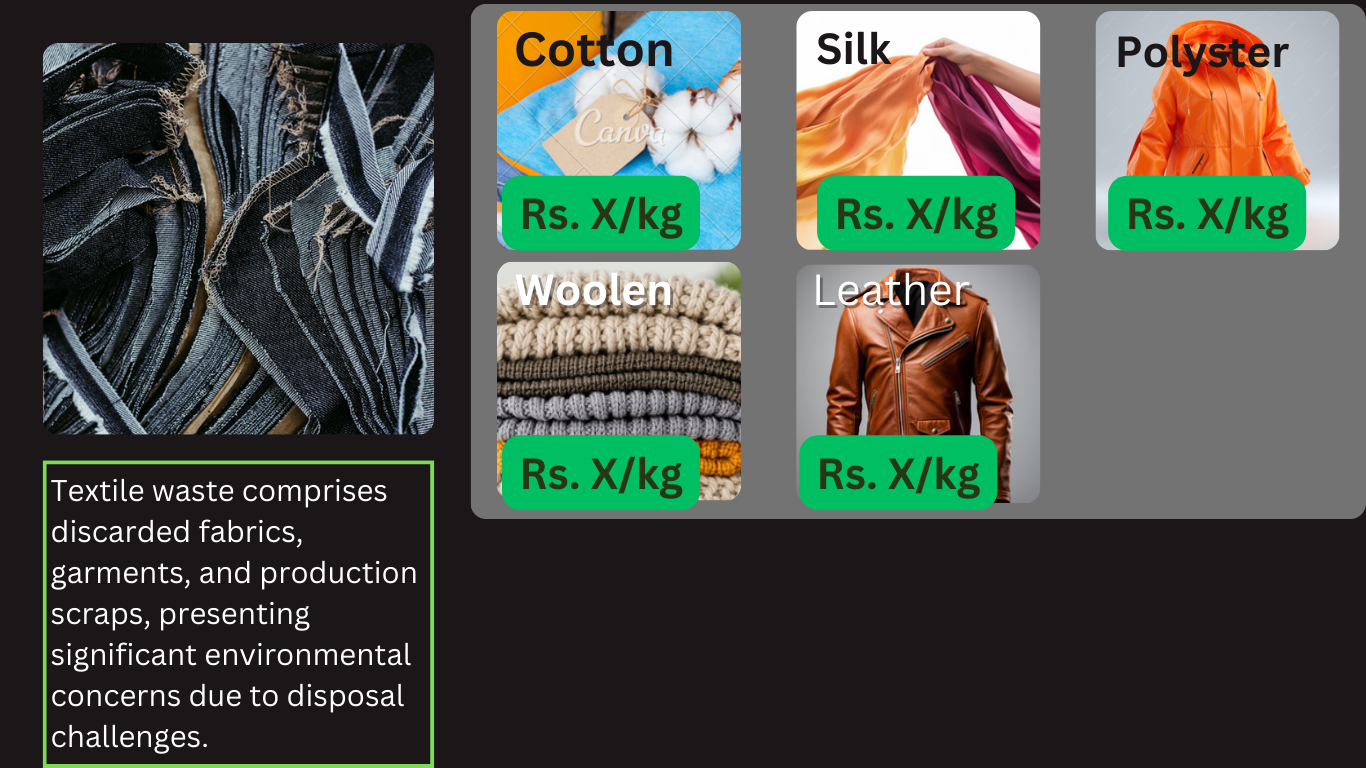 Cotton
Silk
Polyster
Canva
Rs. X/kg
Rs. X/kg
Rs. X/kg
Woolen
Leather
Rs. X/kg
Rs. X/kg
Textile waste comprises
discarded fabrics,
garments, and production
scraps, presenting
significant environmental
concerns due to disposal
challenges.